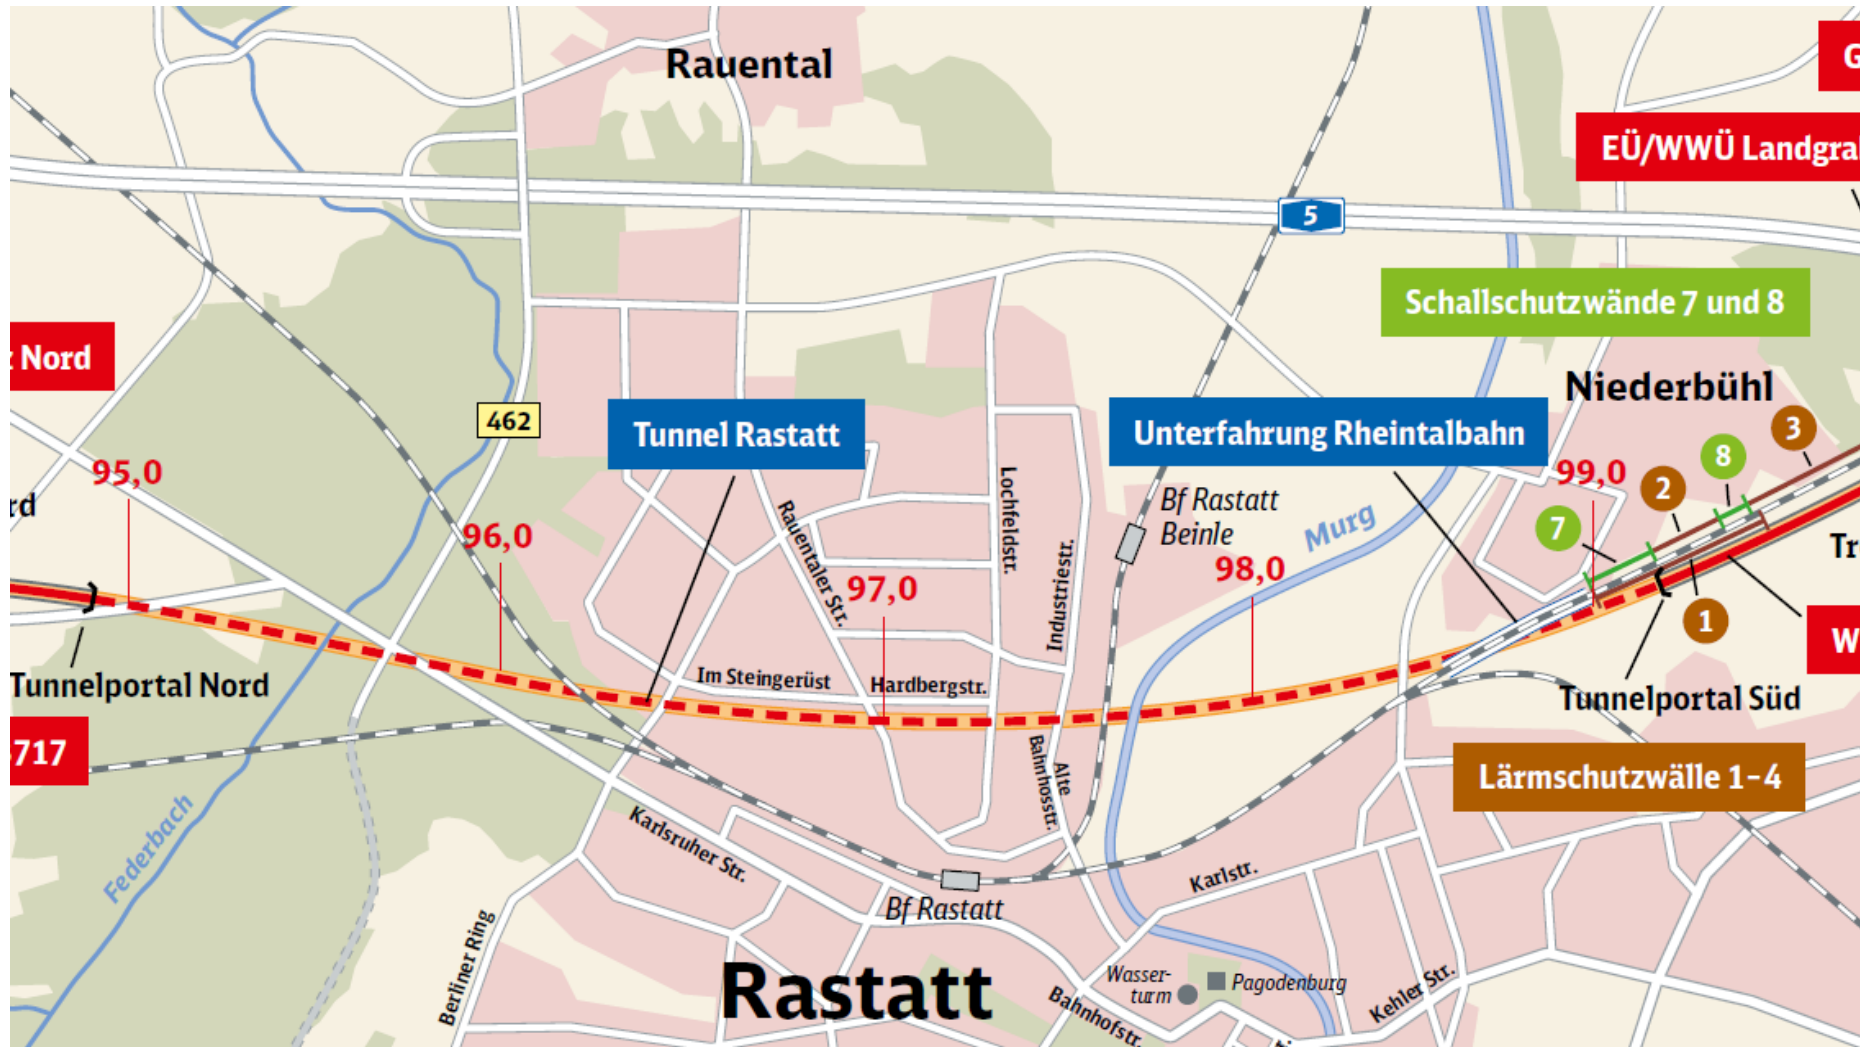 Rauental
G
EÜ/WWÜ Landgra
5
Schallschutzwände 7 und 8
Nord
Niederbühl
462
Tunnel Rastatt
Unterfahrung Rheintalbahn
3
8
95,0
99,0
2
rd
Lochfeldstr.
Bf Rastatt
Beinle
Murg
7
96,0
Rauentaler Str.
97,0
98,0
Industriestr.
Tr
1
W
Tunnelportal Nord
Im Steingerüst
Hardbergstr.
Tunnelportal Süd
717
Alte
Bahnhosstr.
Lärmschutzwälle 1–4
Federbach
Karlsruher Str.
Karlstr.
Bf Rastatt
Berliner Ring
Rastatt
Wasser-
turm
Pagodenburg
Kehler Str.
Bahnhofstr.